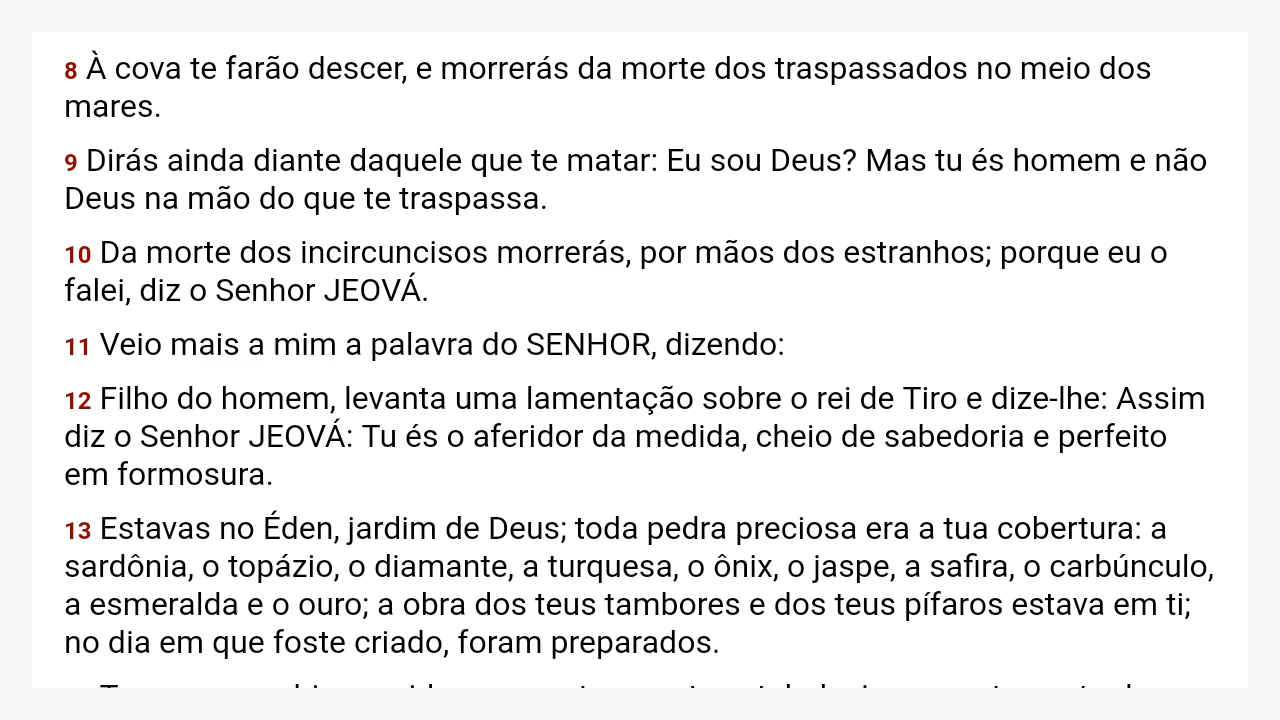 8 À cova te farão descer, e morrerás da morte dos traspassados no meio dos
mares.
9 Dirás ainda diante daquele que te matar: Eu sou Deus? Mas tu és homem e não
Deus na mão do que te traspassa.
10 Da morte dos incircuncisos morrerás, por mãos dos estranhos; porque eu o
falei, diz o Senhor JEOVÁ.
11 Veio mais a mim a palavra do SENHOR, dizendo:
12 Filho do homem, levanta uma lamentação sobre o rei de Tiro e dize-lhe: Assim
diz o Senhor JEOVÁ: Tu és o aferidor da medida, cheio de sabedoria e perfeito
em formosura.
13 Estavas no Éden, jardim de Deus; toda pedra preciosa era a tua cobertura: a
sardônia, o topázio, o diamante, a turquesa, o ônix, o jaspe, a safira, o carbúnculo,
a esmeralda e o ouro; a obra dos teus tambores e dos teus pífaros estava em ti;
no dia em que foste criado, foram preparados.